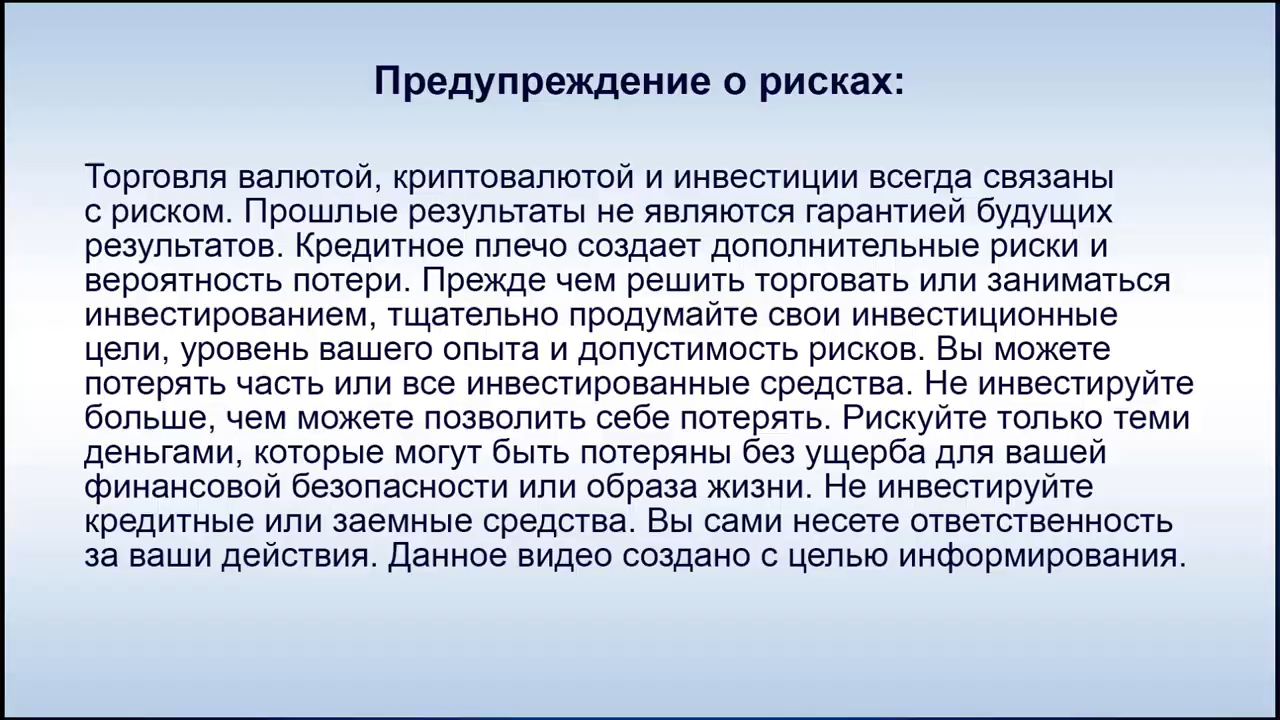 Предупреждение о рисках:
Торговля валютой, криптовалютой и инвестиции всегда связаны
с риском. Прошлые результаты не являются гарантией будущих
результатов. Кредитное плечо создает дополнительные риски и
вероятность потери. Прежде чем решить торговать или заниматься
инвестированием, тщательно продумайте свои инвестиционные
цели, уровень вашего опыта и допустимость рисков. Вы можете
потерять часть или все инвестированные средства. Не инвестируйте
больше, чем можете позволить себе потерять. Рискуйте только теми
деньгами, которые могут быть потеряны без ущерба для вашей
финансовой безопасности или образа жизни. Не инвестируйте
кредитные или заемные средства. Вы сами несете ответственность
за ваши действия. Данное видео создано с целью информирования.